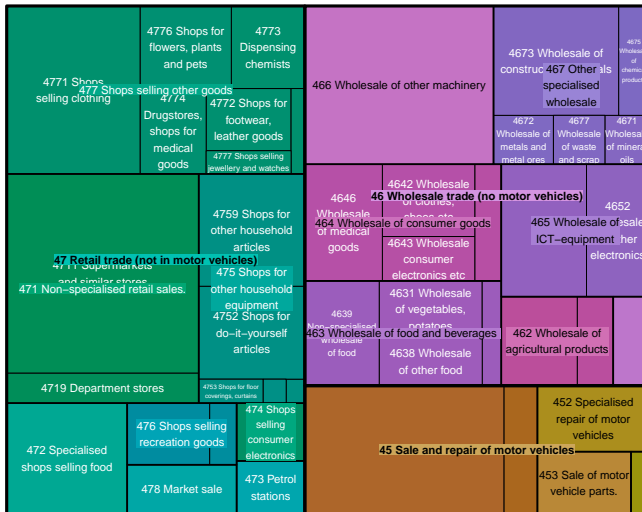 4776 Shops for
flowers, plants
and pets
4773
Dispensing
chemists
4771 Shops
selling clothing
477 Shops selling other goods
4774
Drugstores,
shops for
medical
goods
4772 Shops for
footwear,
leather goods
4777 Shops selling
jewellery and watches
4759 Shops for
other household
articles
47 Retail trade (not in motor vehicles)
4711 Supermarkets
and similar stores
471 Non-specialised retail sales.
475 Shops for
other household
equipment
4752 Shops for
do-it-yourself
articles
4719 Department stores
4753 Shops for floor
coverings, curtains
472 Specialised
shops selling food
476 Shops selling
recreation goods
474 Shops
selling
consumer
electronics
478 Market sale
473 Petrol
stations
466 Wholesale of other machinery
4673 Wholesale of
467 Other
specialised
wholesale
4675
of
4672
Wholesale of
metals and
metal ores
4677
Wholesale of
of waste
and scrap
4671
of mineral
oils
4646
Wholesale
of medical
goods
4642 Wholesale
of clothes,
46 Wholesale trade (no motor vehicles)
464 Wholesale of consumer goods
4643 Wholesale
consumer
electronics etc
465 Wholesale of
ICT-equipment
4652
electronics
4639
Non-specialised
wholesale
of food
4631 Wholesale
of vegetables,
potatoes
463 Wholesale of food and beverages
4638 Wholesale
of other food
462 Wholesale of
agricultural products
45 Sale and repair of motor vehicles
452 Specialised
repair of motor
vehicles
453 Sale of motor
vehicle parts.